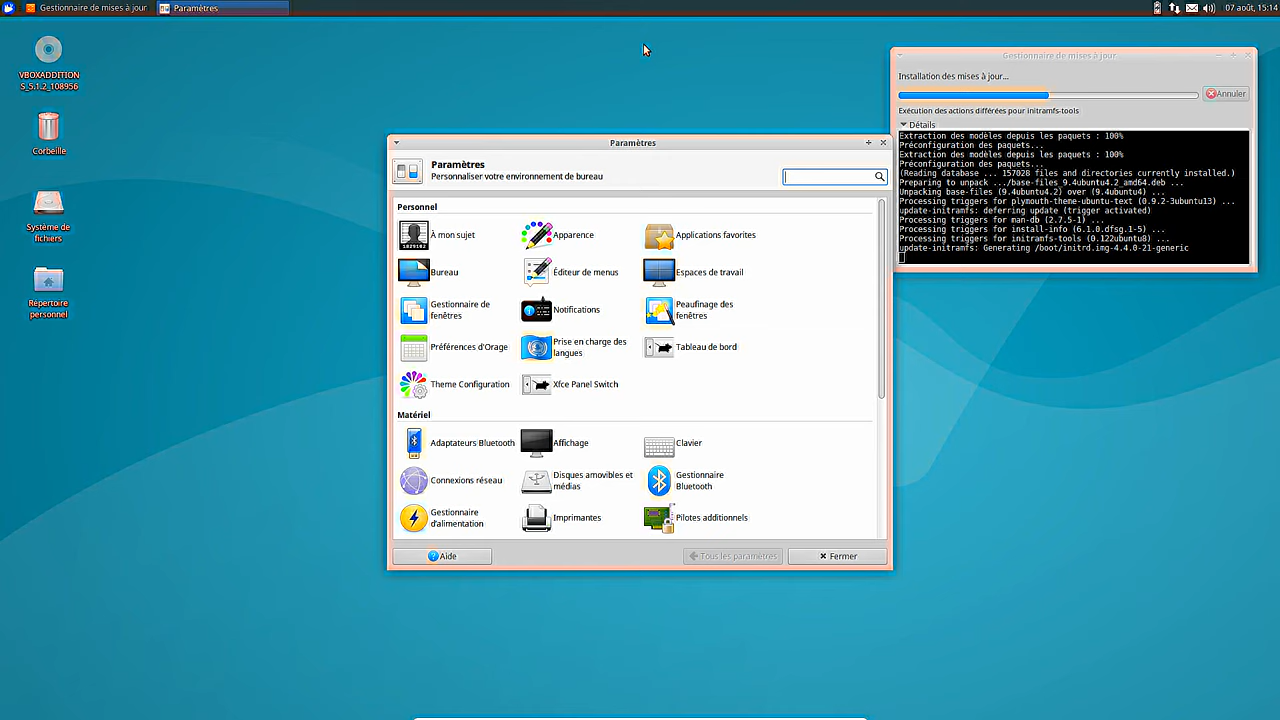 Gestionnaire de mises à jour
Paramètres
07 août, 15:14
VBOXADDITION
S_5.1.2_108956
Corbeille
Système de
fichiers
Répertoire
personnel
Gestionnaire de mises à jour
Installation des mises à jour...
Annuler
Exécution des actions différées pour initramfs-tools
Détails
Extraction des modèles depuis les paquets : 100%
Préconfiguration des paquets...
Extraction des modèles depuis les paquets : 100%
Préconfiguration des paquets...
(Reading database ... 157028 files and directories currently installed.)
Preparing to unpack .../base-files_9.4ubuntu4.2_amd64.deb ...
Unpacking base-files (9.4ubuntu4.2) over (9.4ubuntu4) ...
Processing triggers for plymouth-theme-ubuntu-text (0.9.2-3ubuntu13) ...
update-initramfs: deferring update (trigger activated)
Processing triggers for man-db (2.7.5-1) ...
Processing triggers for install-info (6.1.0.dfsg.1-5) ...
Processing triggers for initramfs-tools (0.122ubuntu8) ...
update-initramfs: Generating /boot/initrd.img-4.4.0-21-generic
Paramètres
Paramètres
Personnaliser votre environnement de bureau
Personnel
À mon sujet
Apparence
Applications favorites
Bureau
Éditeur de menus
Espaces de travail
Gestionnaire de
fenêtres
Notifications
Peaufinage des
fenêtres
Préférences d'Orage
Prise en charge des
langues
Tableau de bord
Theme Configuration
Xfce Panel Switch
Matériel
Adaptateurs Bluetooth
Affichage
Clavier
Connexions réseau
Disques amovibles et
médias
Gestionnaire
Bluetooth
Gestionnaire
d'alimentation
Imprimantes
Pilotes additionnels
Aide
Tous les paramètres
Fermer